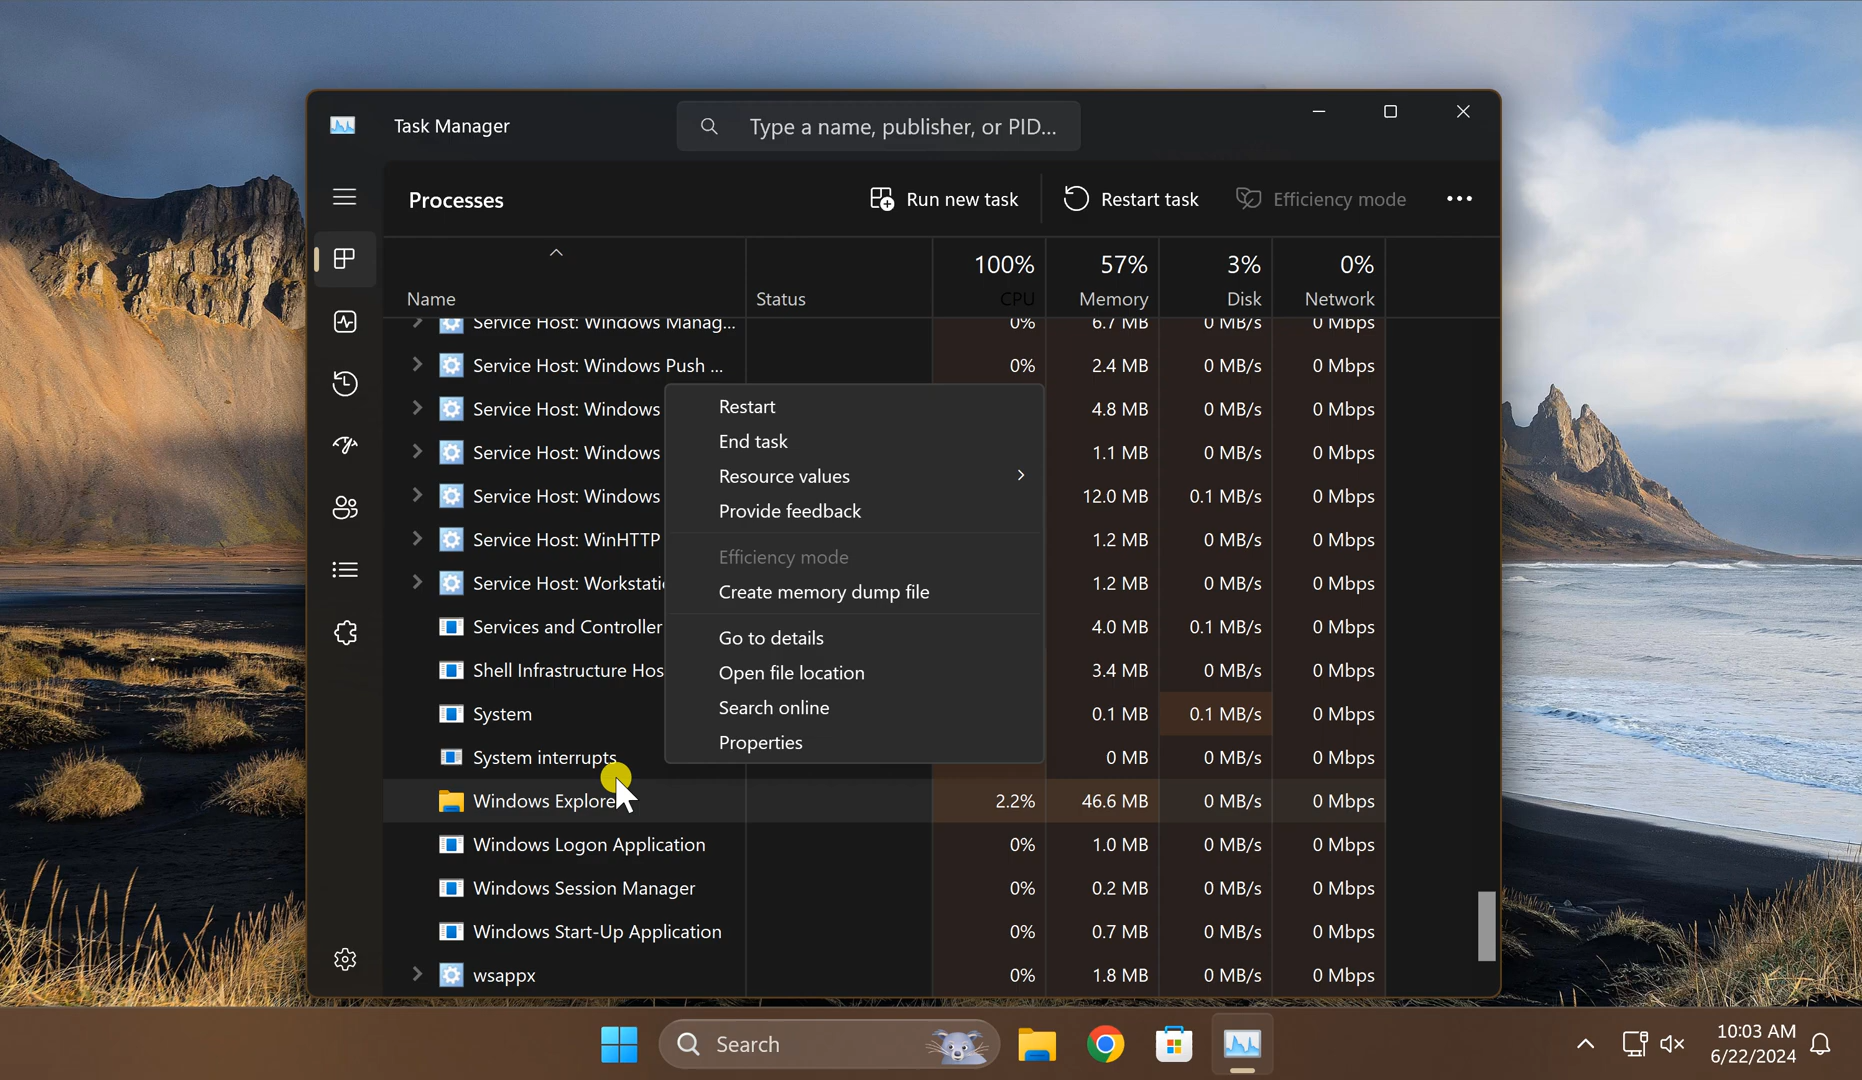 Task Manager
Type a name, publisher, or PID...
Processes
Run new task
Restart task
Efficiency mode
100% 57% 3% 0%
Name Status CPU Memory Disk Network
Service Host: Windows Manag... 0% 6.7 MB 0 MB/s 0 Mbps
Service Host: Windows Push ... 0% 2.4 MB 0 MB/s 0 Mbps
Service Host: Windows 4.8 MB 0 MB/s 0 Mbps
Service Host: Windows 1.1 MB 0 MB/s 0 Mbps
Service Host: Windows 12.0 MB 0.1 MB/s 0 Mbps
Service Host: WinHTTP 1.2 MB 0 MB/s 0 Mbps
Service Host: Workstatio 1.2 MB 0 MB/s 0 Mbps
Services and Controller 4.0 MB 0.1 MB/s 0 Mbps
Shell Infrastructure Hos 3.4 MB 0 MB/s 0 Mbps
System 0.1 MB 0.1 MB/s 0 Mbps
System interrupts 0 MB 0 MB/s 0 Mbps
Windows Explorer 2.2% 46.6 MB 0 MB/s 0 Mbps
Windows Logon Application 0% 1.0 MB 0 MB/s 0 Mbps
Windows Session Manager 0% 0.2 MB 0 MB/s 0 Mbps
Windows Start-Up Application 0% 0.7 MB 0 MB/s 0 Mbps
wsappx 0% 1.8 MB 0 MB/s 0 Mbps
Restart
End task
Resource values
Provide feedback
Efficiency mode
Create memory dump file
Go to details
Open file location
Search online
Properties
Search
10:03 AM
6/22/2024